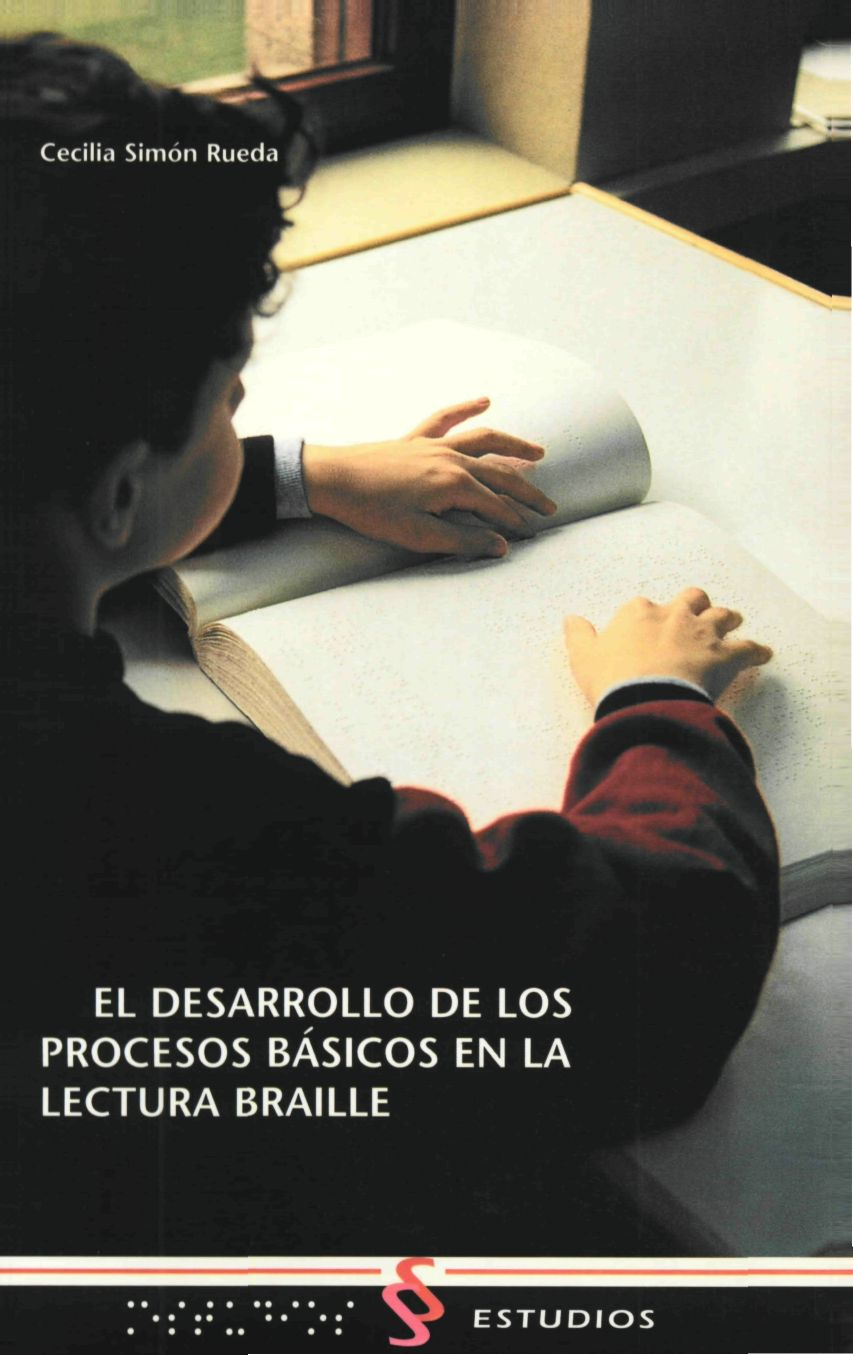 Cecilia Simón Rueda
EL DESARROLLO DE LOS
PROCESOS BÁSICOS EN LA
LECTURA BRAILLE
§ ESTUDIOS